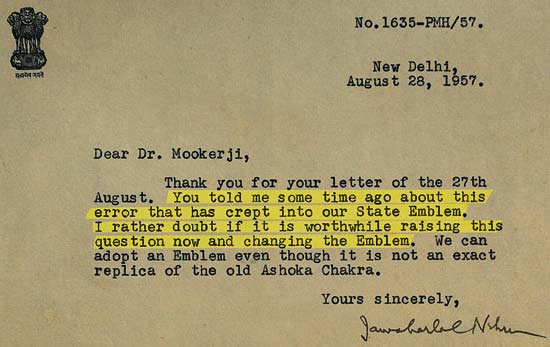 No.1635-PMH/57.
New Delhi,
August 28, 1957.
सत्यमेव जयते
Dear Dr. Mookerji,
Thank you for your letter of the 27th
August. You told me some time ago about this
error that has crept into our State Emblem.
I rather doubt if it is worthwhile raising this
question now and changing the Emblem. We can
adopt an Emblem even though it is not an exact
replica of the old Ashoka Chakra.
Yours sincerely,
Jawaharlal Nehru